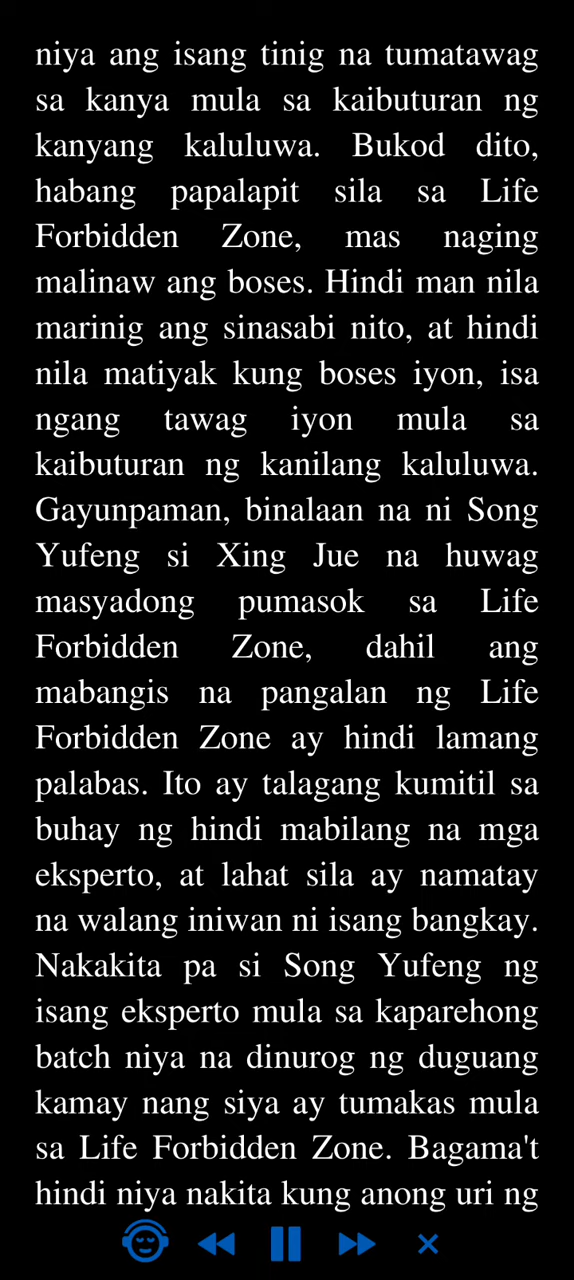 niya ang isang tinig na tumatawag
sa kanya mula sa kaibuturan ng
kanyang kaluluwa. Bukod dito,
habang papalapit sila sa Life
Forbidden Zone, mas naging
malinaw ang boses. Hindi man nila
marinig ang sinasabi nito, at hindi
nila matiyak kung boses iyon, isa
ngang tawag iyon mula sa
kaibuturan ng kanilang kaluluwa.
Gayunpaman, binalaan na ni Song
Yufeng si Xing Jue na huwag
masyadong pumasok sa Life
Forbidden Zone, dahil ang
mabangis na pangalan ng Life
Forbidden Zone ay hindi lamang
palabas. Ito ay talagang kumitil sa
buhay ng hindi mabilang na mga
eksperto, at lahat sila ay namatay
na walang iniwan ni isang bangkay.
Nakakita pa si Song Yufeng ng
isang eksperto mula sa kaparehong
batch niya na dinurog ng duguang
kamay nang siya ay tumakas mula
sa Life Forbidden Zone. Bagama't
hindi niya nakita kung anong uri ng